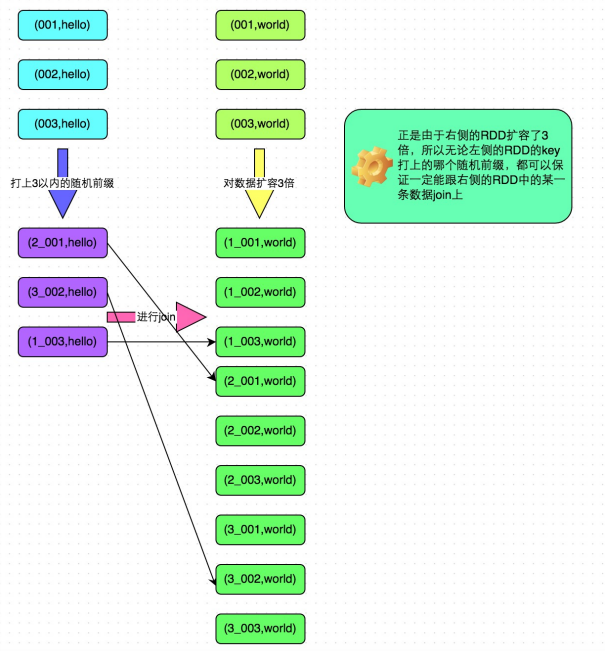 (001,hello)
(001,world)
(002,hello)
(002,world)
(003,hello)
(003,world)
正是由于右侧的RDD扩容了3
倍，所以无论左侧的RDD的key
打上的哪个随机前缀，都可以保
证一定能跟右侧的RDD中的某一
条数据join上
打上3以内的随机前缀
对数据扩容3倍
(2_001,hello)
(1_001,world)
(3_002,hello)
(1_002,world)
进行join
(1_003,hello)
(1_003,world)
(2_001,world)
(2_002,world)
(2_003,world)
(3_001,world)
(3_002,world)
(3_003,world)